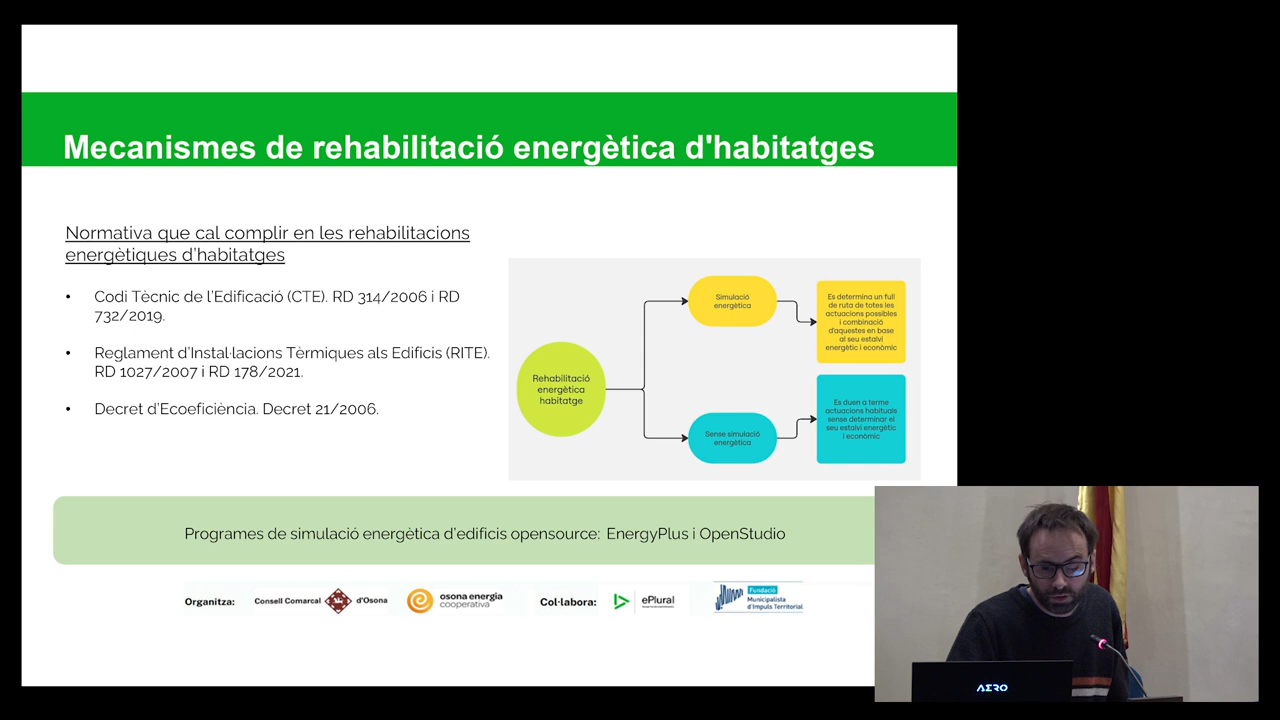 Mecanismes de rehabilitació energètica d'habitatges
Normativa que cal complir en les rehabilitacions
energètiques d'habitatges
• Codi Tècnic de l'Edificació (CTE). RD 314/2006 i RD
732/2019.
• Reglament d'Instal·lacions Tèrmiques als Edificis (RITE).
RD 1027/2007 i RD 178/2021.
• Decret d'Ecoeficiència. Decret 21/2006.
Rehabilitació
energètica
habitatge
Simulació
energètica
Es determina un full
de ruta de totes les
actuacions possibles
i combinació
d'aquestes en base
al seu estalvi
energètic i econòmic
Sense simulació
energètica
Es duen a terme
actuacions habituals
sense determinar el
seu estalvi energètic
i econòmic
Programes de simulació energètica d'edificis opensource: EnergyPlus i OpenStudio
Organitza:
Consell Comarcal d'Osona
osona energia
cooperativa
Col·labora:
ePlural
Fundació
Municipalista
d'Impuls Territorial
AERO